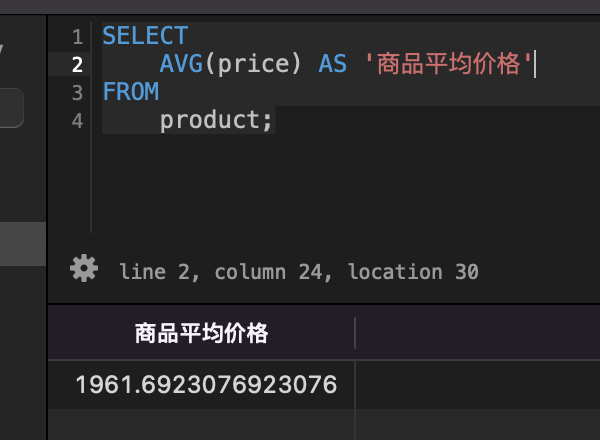 1 SELECT
2 AVG(price) AS '商品平均价格'
3 FROM
4 product;
line 2, column 24, location 30
商品平均价格
1961.6923076923076